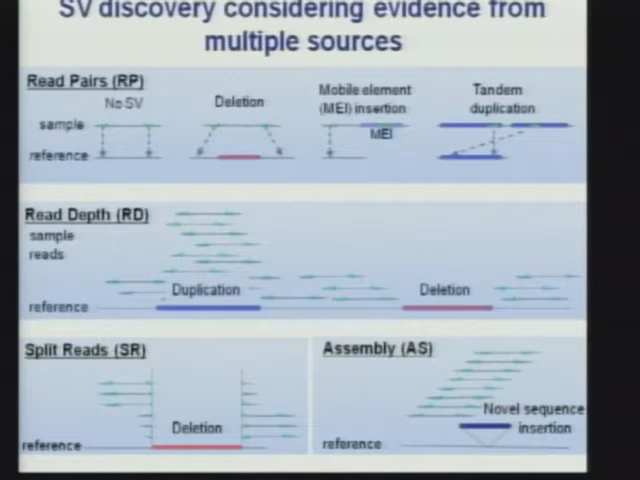 SV discovery considering evidence from
multiple sources
Read Pairs (RP)
No SV
Deletion
Mobile element
(MEI) insertion
Tandem
duplication
sample
MEI
reference
Read Depth (RD)
sample
reads
Duplication
Deletion
reference
Split Reads (SR)
Deletion
reference
Assembly (AS)
Novel sequence
insertion
reference